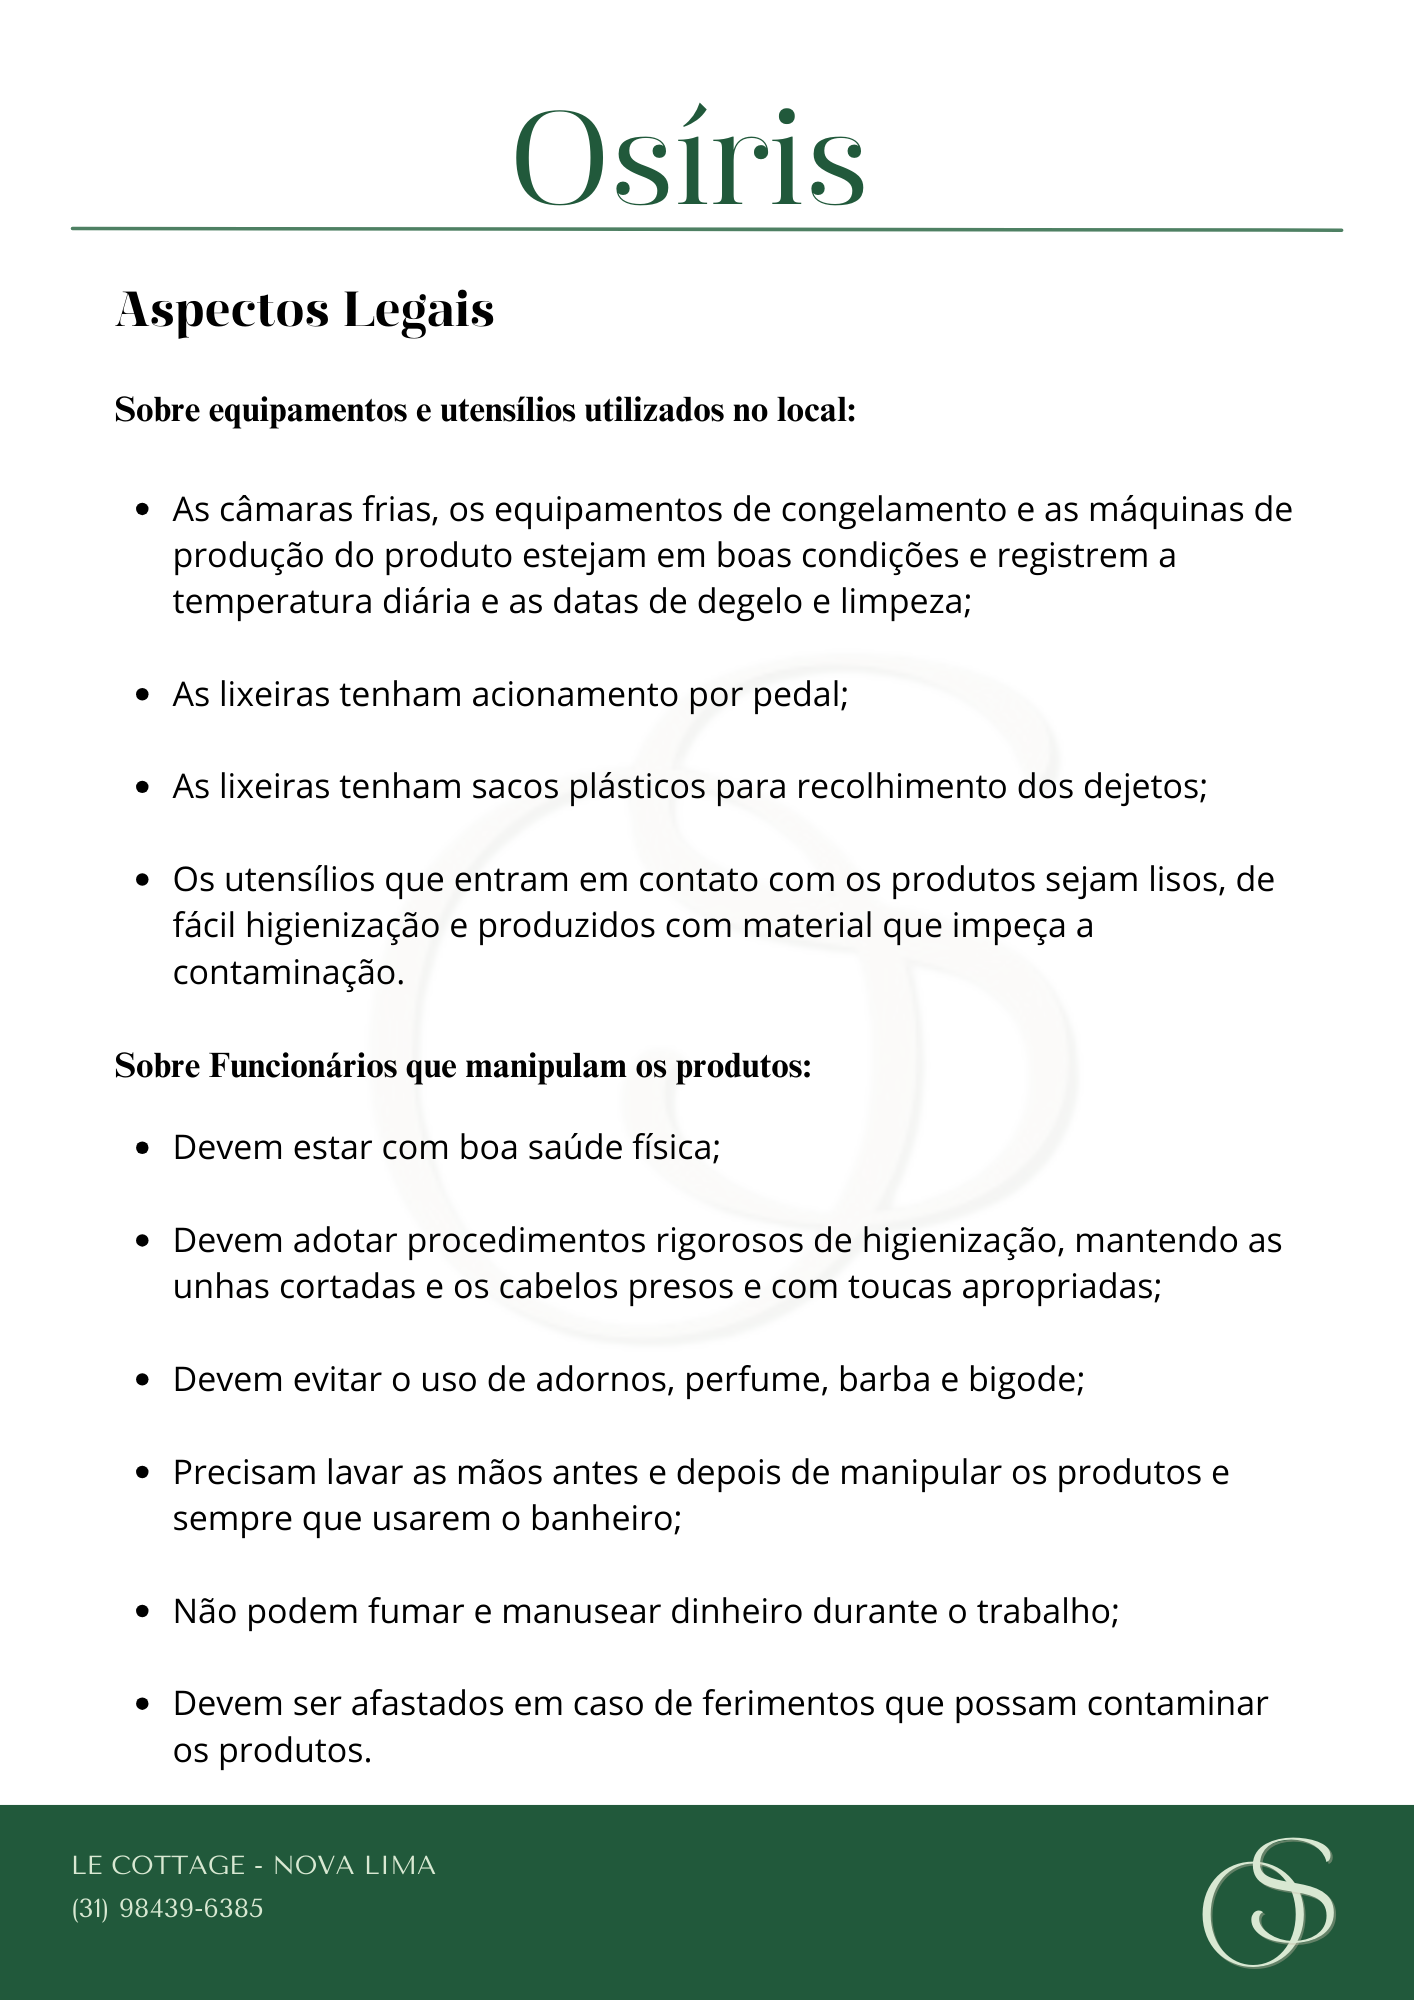 Osíris
Aspectos Legais
Sobre equipamentos e utensílios utilizados no local:
• As câmaras frias, os equipamentos de congelamento e as máquinas de
produção do produto estejam em boas condições e registrem a
temperatura diária e as datas de degelo e limpeza;
• As lixeiras tenham acionamento por pedal;
• As lixeiras tenham sacos plásticos para recolhimento dos dejetos;
• Os utensílios que entram em contato com os produtos sejam lisos, de
fácil higienização e produzidos com material que impeça a
contaminação.
Sobre Funcionários que manipulam os produtos:
• Devem estar com boa saúde física;
• Devem adotar procedimentos rigorosos de higienização, mantendo as
unhas cortadas e os cabelos presos e com toucas apropriadas;
• Devem evitar o uso de adornos, perfume, barba e bigode;
• Precisam lavar as mãos antes e depois de manipular os produtos e
sempre que usarem o banheiro;
• Não podem fumar e manusear dinheiro durante o trabalho;
• Devem ser afastados em caso de ferimentos que possam contaminar
os produtos.
LE COTTAGE - NOVA LIMA
(31) 98439-6385
OS